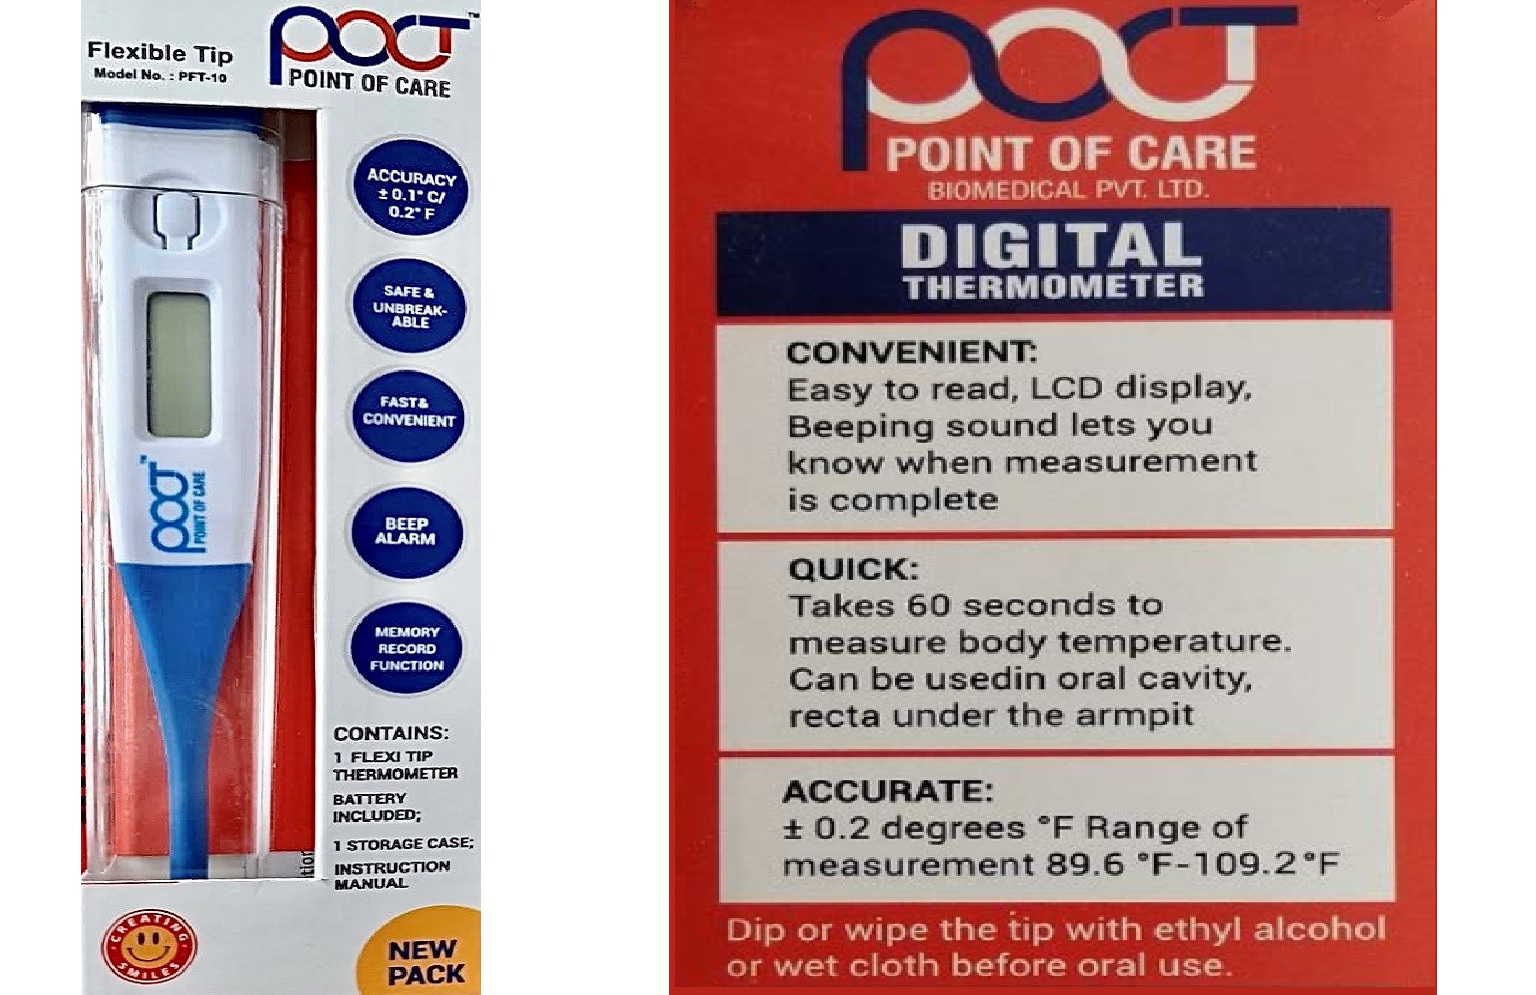 Flexible Tip
Model No. : PFT-10
POCT™
POINT OF CARE
ACCURACY
± 0.1° C/
0.2° F
SAFE &
UNBREAK-
ABLE
FAST&
CONVENIENT
BEEP
ALARM
MEMORY
RECORD
FUNCTION
POCT™
POINT OF CARE
CONTAINS:
1 FLEXI TIP
THERMOMETER
BATTERY
INCLUDED;
1 STORAGE CASE;
INSTRUCTION
MANUAL
CREATING
SMILES
NEW
PACK
POCT
POINT OF CARE
BIOMEDICAL PVT. LTD.
DIGITAL
THERMOMETER
CONVENIENT:
Easy to read, LCD display,
Beeping sound lets you
know when measurement
is complete
QUICK:
Takes 60 seconds to
measure body temperature.
Can be usedin oral cavity,
recta under the armpit
ACCURATE:
± 0.2 degrees °F Range of
measurement 89.6 °F-109.2°F
Dip or wipe the tip with ethyl alcohol
or wet cloth before oral use.